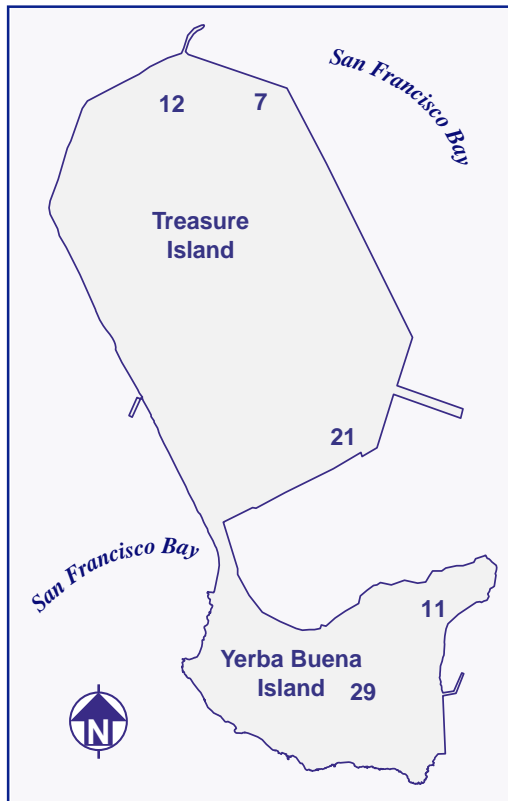 San Francisco Bay
12
7
Treasure
Island
21
San Francisco Bay
11
Yerba Buena
Island
29
N